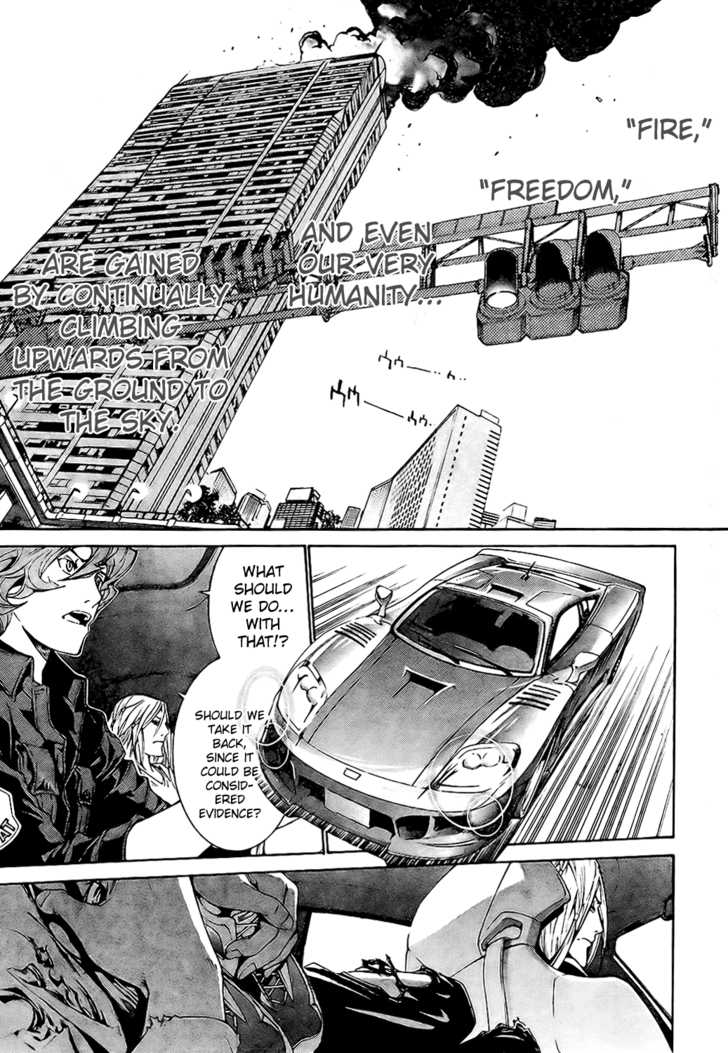 "FIRE,"
"FREEDOM,"
AND EVEN
OUR VERY
HUMANITY...
ARE GAINED
BY CONTINUALLY
CLIMBING
UPWARDS FROM
THE GROUND TO
THE SKY.
WHAT
SHOULD
WE DO...
WITH
THAT!?
SHOULD WE
TAKE IT
BACK,
SINCE IT
COULD BE
CONSID-
ERED
EVIDENCE?
AT